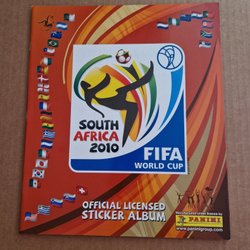 SOUTH
AFRICA
2010
FIFA
WORLD CUP
OFFICIAL LICENSED
STICKER ALBUM
PANINI
www.paninigroup.com